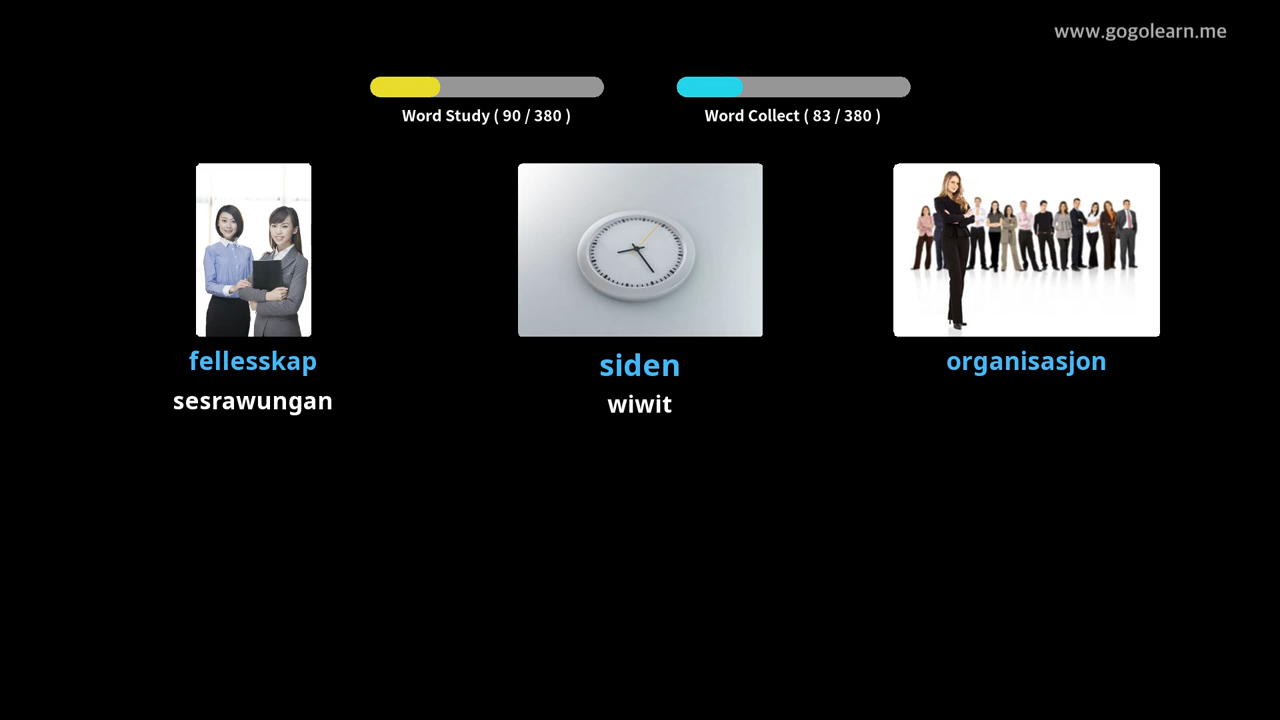 www.gogolearn.me
Word Study ( 90 / 380 )
Word Collect ( 83 / 380 )
fellesskap
sesrawungan
siden
wiwit
organisasjon